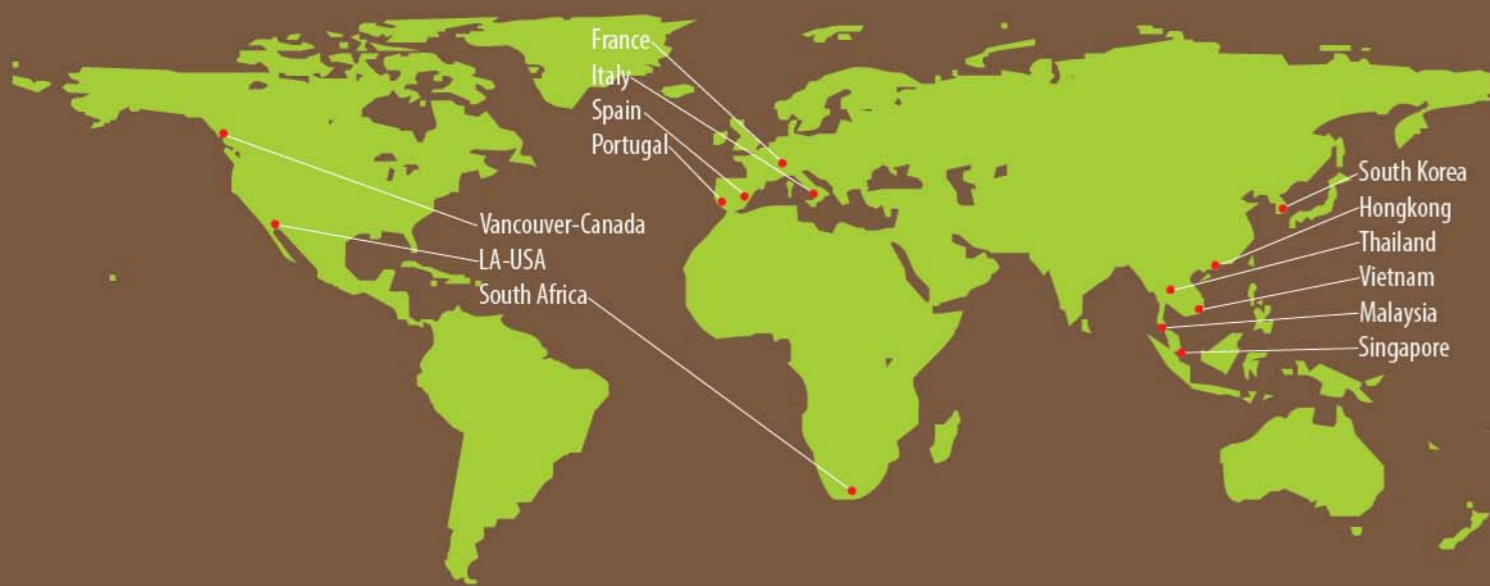 France
Italy
Spain
Portugal
Vancouver-Canada
LA-USA
South Africa
South Korea
Hongkong
Thailand
Vietnam
Malaysia
Singapore